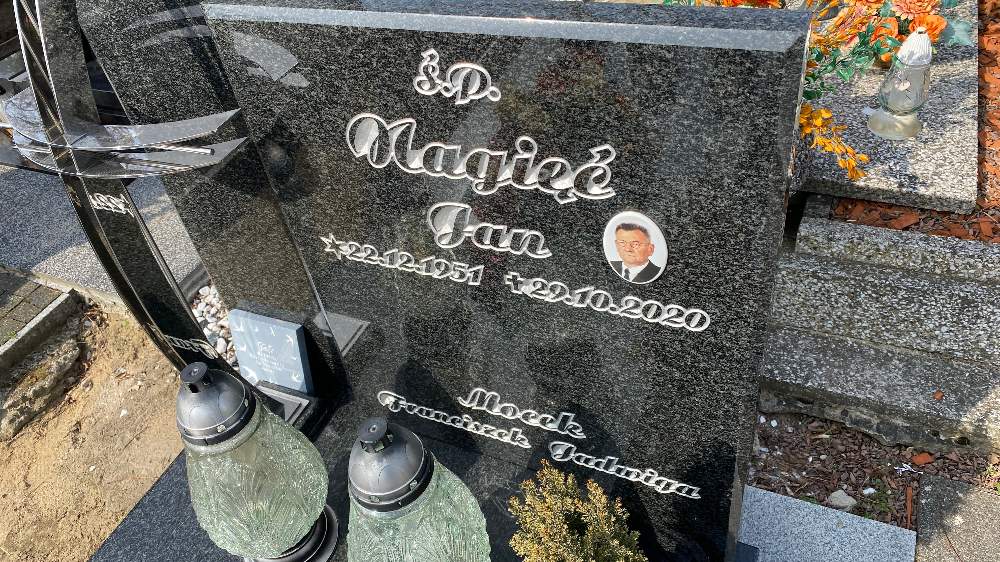 Ś.P.
Magięć
Jan
22.12.1951 29.10.2020
Mocek
Franciszek Jadwiga